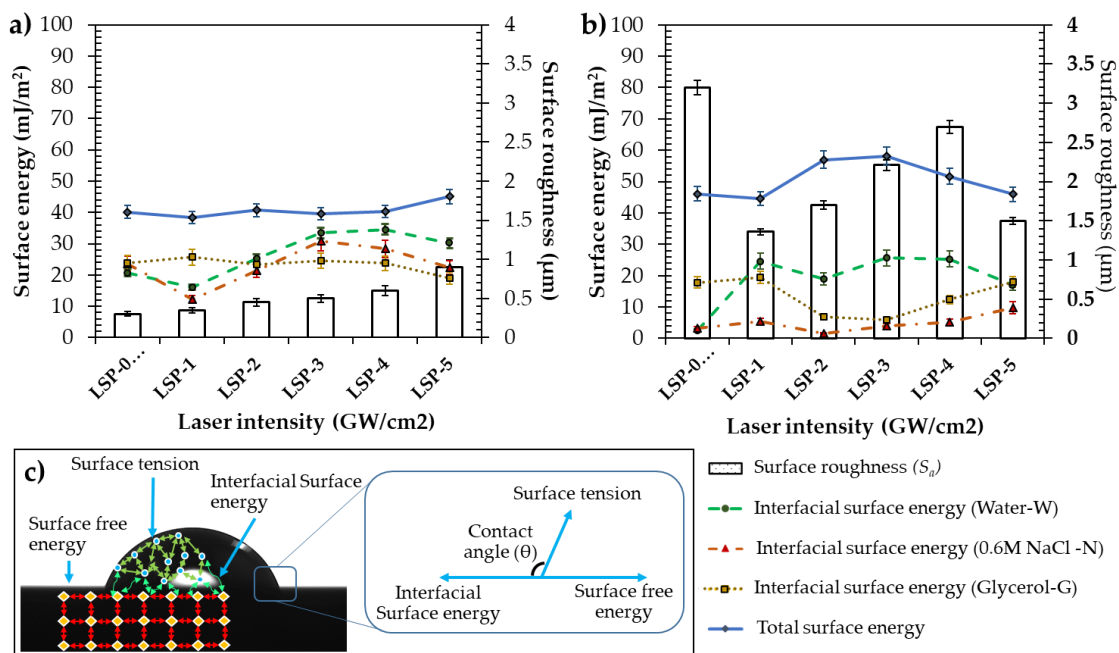 a)
Surface energy (mJ/m²)
100
90
80
70
60
50
40
30
20
10
0
4
3.5
3
2.5
2
1.5
1
0.5
0
Surface roughness (μm)
LSP-0...
LSP-1
LSP-2
LSP-3
LSP-4
LSP-5
Laser intensity (GW/cm2)
b)
Surface energy (mJ/m²)
100
90
80
70
60
50
40
30
20
10
0
4
3.5
3
2.5
2
1.5
1
0.5
0
Surface roughness (μm)
LSP-0...
LSP-1
LSP-2
LSP-3
LSP-4
LSP-5
Laser intensity (GW/cm2)
c)
Surface tension
Interfacial Surface
energy
Surface free
energy
Surface tension
Contact
angle (θ)
Interfacial
Surface energy
Surface free
energy
Surface roughness (Sₐ)
Interfacial surface energy (Water-W)
Interfacial surface energy (0.6M NaCl -N)
Interfacial surface energy (Glycerol-G)
Total surface energy